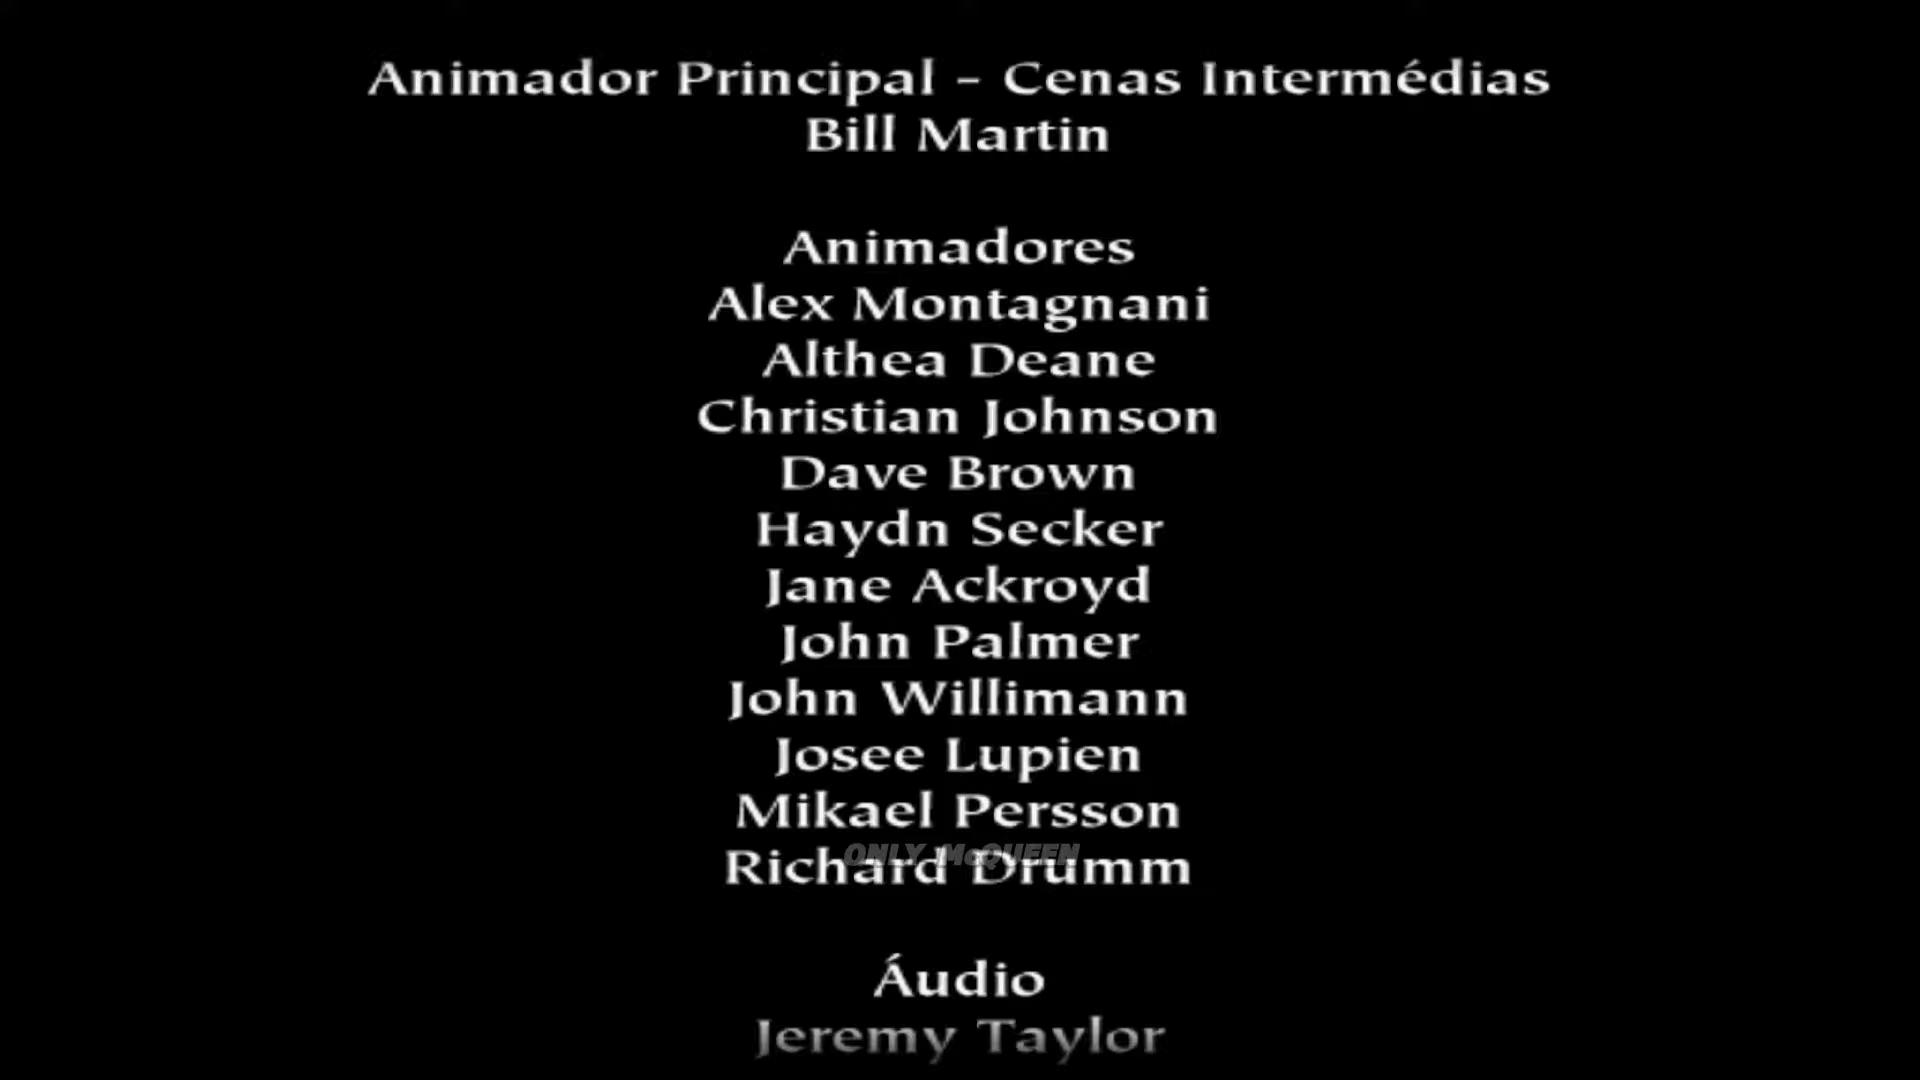 Animador Principal - Cenas Intermédias
Bill Martin
Animadores
Alex Montagnani
Althea Deane
Christian Johnson
Dave Brown
Haydn Secker
Jane Ackroyd
John Palmer
John Willimann
Josee Lupien
Mikael Persson
ONLY McQUEEN
Richard Drumm
Áudio
Jeremy Taylor